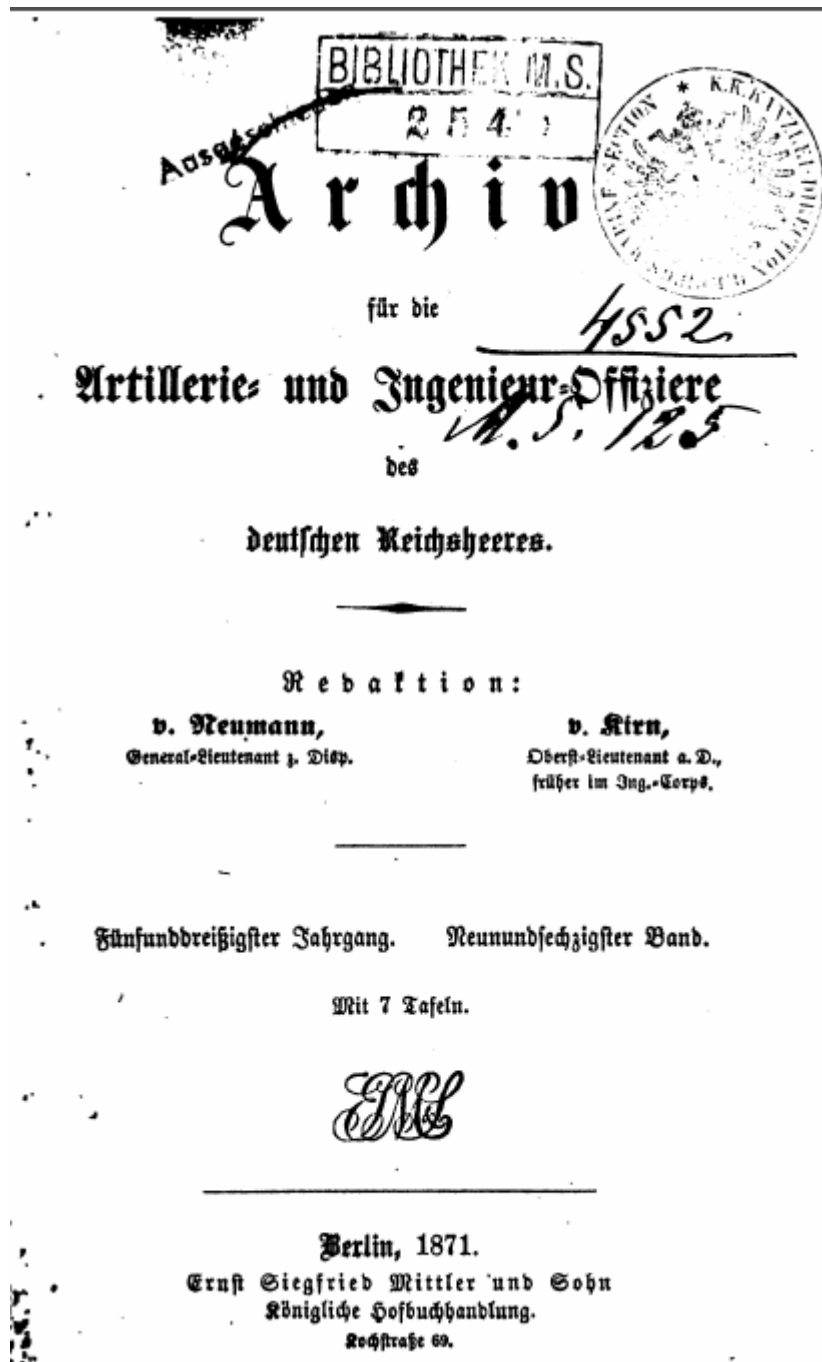 BIBLIOTHEK M.S.
Ausgeschieden
Archiv
für die
4552
Artillerie- und Ingenieur-Offiziere
M. S. 125
des
deutschen Reichsheeres.
Redaktion:
v. Neumann,
General-Lieutenant z. Disp.
v. Kirn,
Oberst-Lieutenant a. D.,
früher im Ing.-Corps.
Fünfunddreißigster Jahrgang. Neunundsechzigster Band.
Mit 7 Tafeln.
Berlin, 1871.
Ernst Siegfried Mittler und Sohn
Königliche Hofbuchhandlung.
Kochstraße 69.